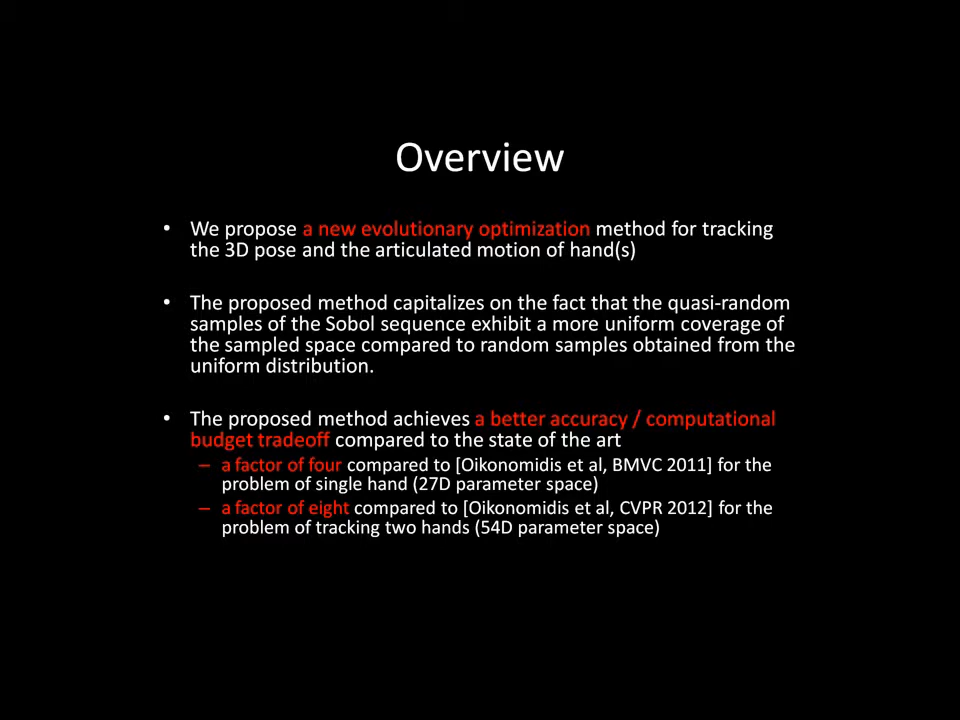 Overview
• We propose a new evolutionary optimization method for tracking
the 3D pose and the articulated motion of hand(s)
• The proposed method capitalizes on the fact that the quasi-random
samples of the Sobol sequence exhibit a more uniform coverage of
the sampled space compared to random samples obtained from the
uniform distribution.
• The proposed method achieves a better accuracy / computational
budget tradeoff compared to the state of the art
– a factor of four compared to [Oikonomidis et al, BMVC 2011] for the
problem of single hand (27D parameter space)
– a factor of eight compared to [Oikonomidis et al, CVPR 2012] for the
problem of tracking two hands (54D parameter space)